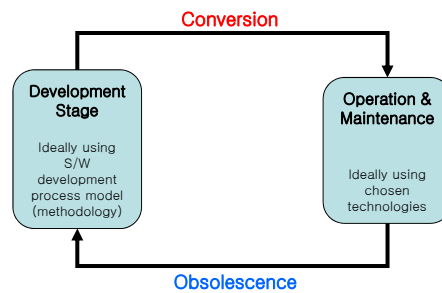 Conversion
Development
Stage
Ideally using
S/W
development
process model
(methodology)
Operation &
Maintenance
Ideally using
chosen
technologies
Obsolescence